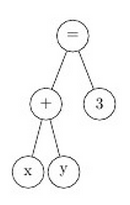 =
+ 3
x y